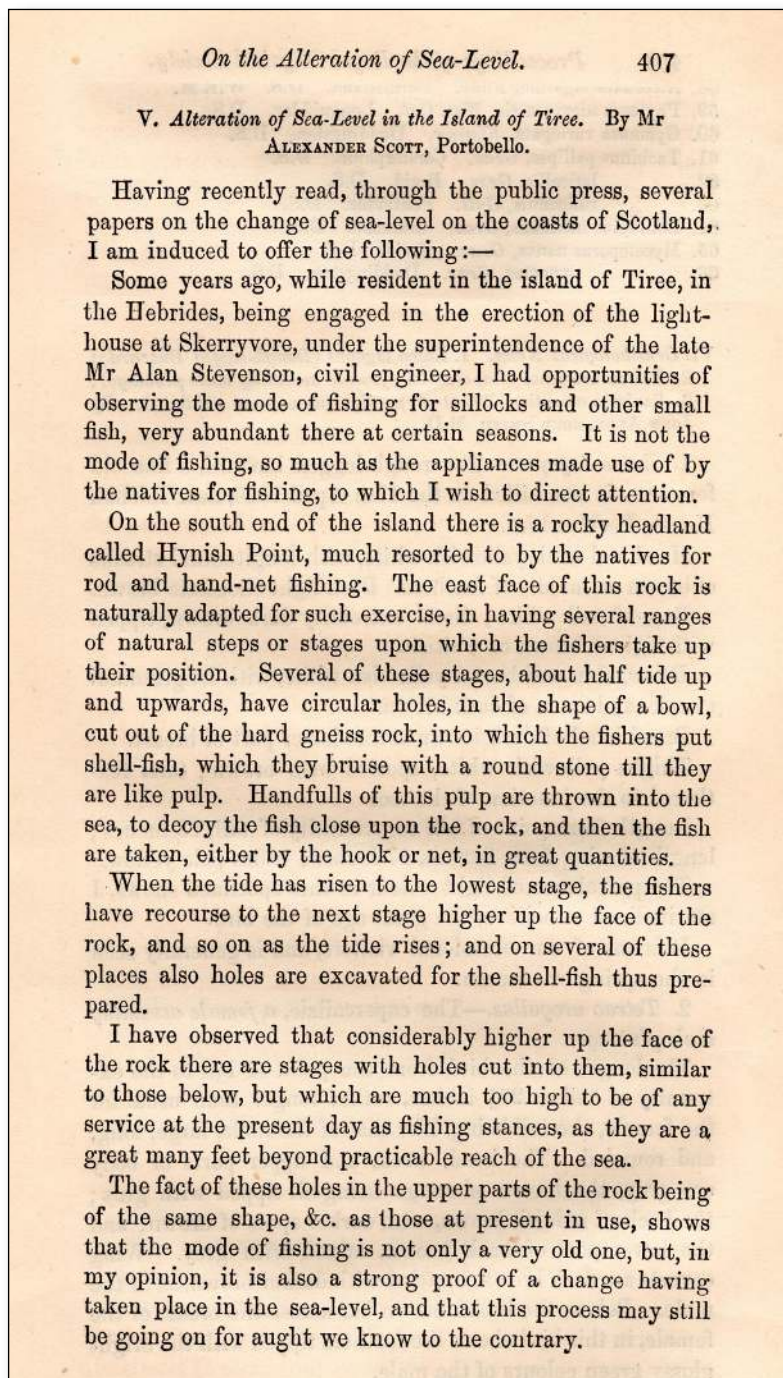 On the Alteration of Sea-Level. 407
V. Alteration of Sea-Level in the Island of Tiree. By Mr
ALEXANDER SCOTT, Portobello.
Having recently read, through the public press, several
papers on the change of sea-level on the coasts of Scotland,.
I am induced to offer the following:—
Some years ago, while resident in the island of Tiree, in
the Hebrides, being engaged in the erection of the light-
house at Skerryvore, under the superintendence of the late
Mr Alan Stevenson, civil engineer, I had opportunities of
observing the mode of fishing for sillocks and other small
fish, very abundant there at certain seasons. It is not the
mode of fishing, so much as the appliances made use of by
the natives for fishing, to which I wish to direct attention.
On the south end of the island there is a rocky headland
called Hynish Point, much resorted to by the natives for
rod and hand-net fishing. The east face of this rock is
naturally adapted for such exercise, in having several ranges
of natural steps or stages upon which the fishers take up
their position. Several of these stages, about half tide up
and upwards, have circular holes, in the shape of a bowl,
cut out of the hard gneiss rock, into which the fishers put
shell-fish, which they bruise with a round stone till they
are like pulp. Handfulls of this pulp are thrown into the
sea, to decoy the fish close upon the rock, and then the fish
are taken, either by the hook or net, in great quantities.
When the tide has risen to the lowest stage, the fishers
have recourse to the next stage higher up the face of the
rock, and so on as the tide rises; and on several of these
places also holes are excavated for the shell-fish thus pre-
pared.
I have observed that considerably higher up the face of
the rock there are stages with holes cut into them, similar
to those below, but which are much too high to be of any
service at the present day as fishing stances, as they are a
great many feet beyond practicable reach of the sea.
The fact of these holes in the upper parts of the rock being
of the same shape, &c. as those at present in use, shows
that the mode of fishing is not only a very old one, but, in
my opinion, it is also a strong proof of a change having
taken place in the sea-level, and that this process may still
be going on for aught we know to the contrary.